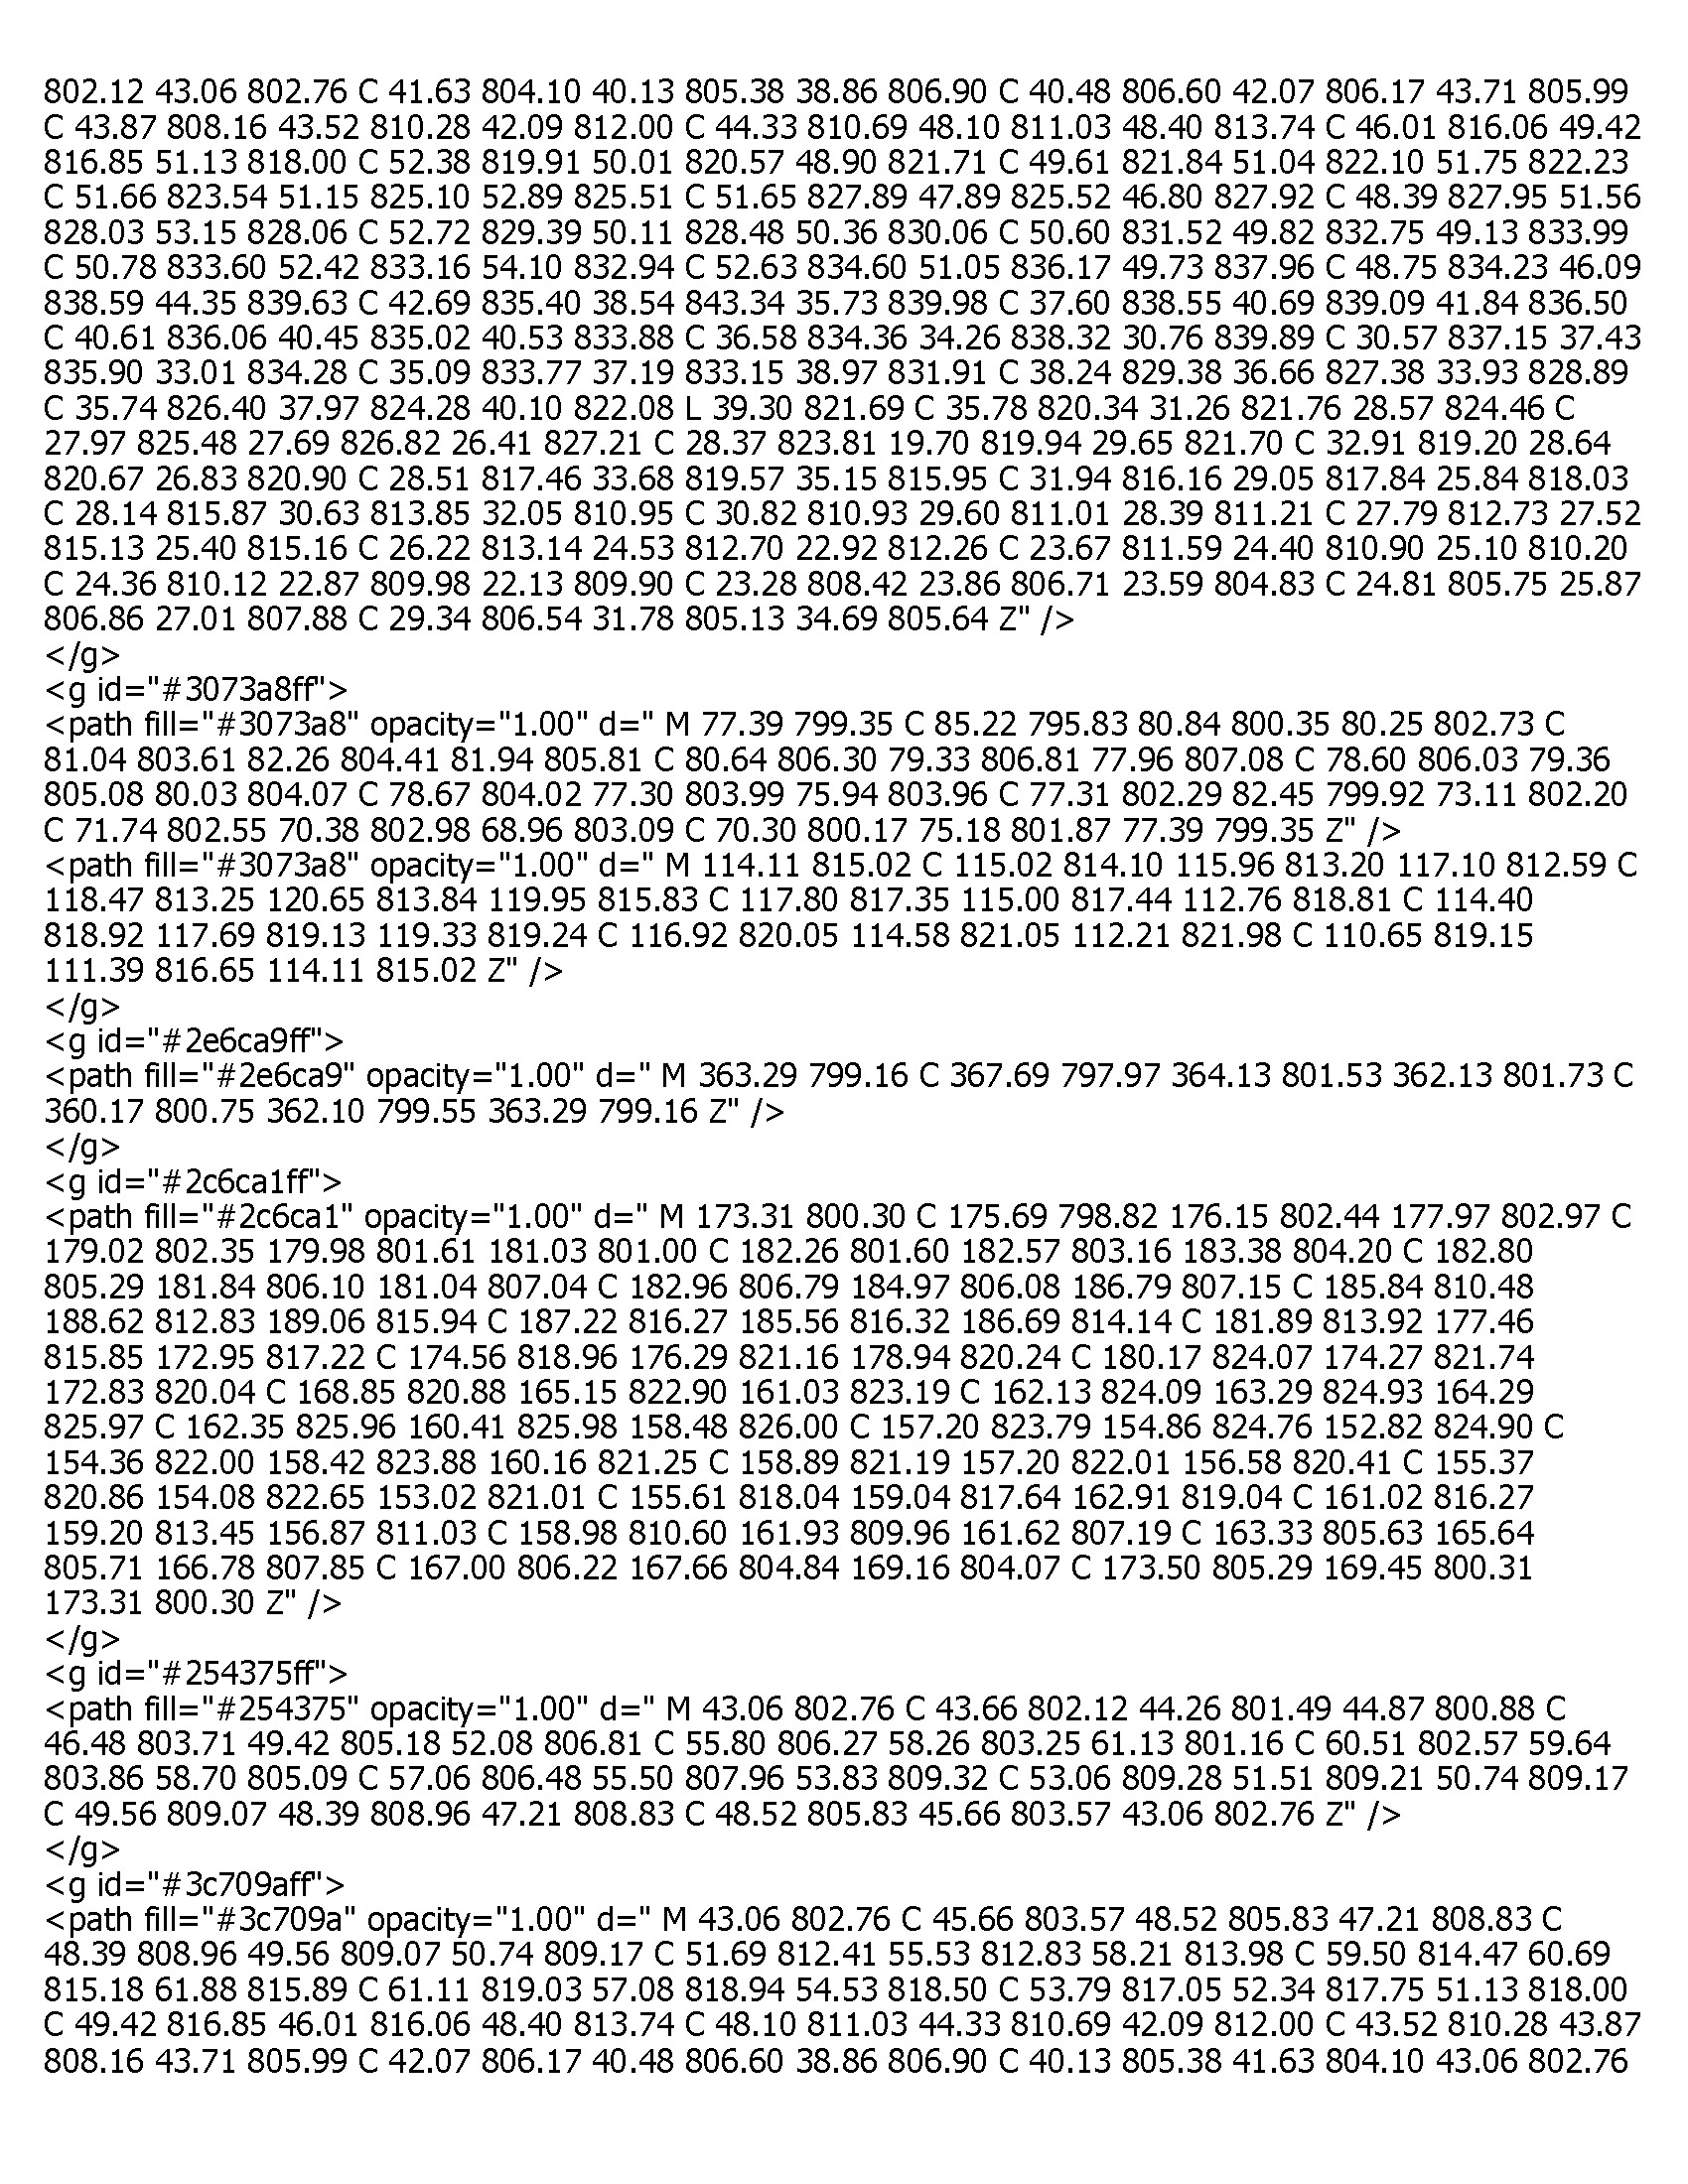 802.12 43.06 802.76 C 41.63 804.10 40.13 805.38 38.86 806.90 C 40.48 806.60 42.07 806.17 43.71 805.99
C 43.87 808.16 43.52 810.28 42.09 812.00 C 44.33 810.69 48.10 811.03 48.40 813.74 C 46.01 816.06 49.42
816.85 51.13 818.00 C 52.38 819.91 50.01 820.57 48.90 821.71 C 49.61 821.84 51.04 822.10 51.75 822.23
C 51.66 823.54 51.15 825.10 52.89 825.51 C 51.65 827.89 47.89 825.52 46.80 827.92 C 48.39 827.95 51.56
828.03 53.15 828.06 C 52.72 829.39 50.11 828.48 50.36 830.06 C 50.60 831.52 49.82 832.75 49.13 833.99
C 50.78 833.60 52.42 833.16 54.10 832.94 C 52.63 834.60 51.05 836.17 49.73 837.96 C 48.75 834.23 46.09
838.59 44.35 839.63 C 42.69 835.40 38.54 843.34 35.73 839.98 C 37.60 838.55 40.69 839.09 41.84 836.50
C 40.61 836.06 40.45 835.02 40.53 833.88 C 36.58 834.36 34.26 838.32 30.76 839.89 C 30.57 837.15 37.43
835.90 33.01 834.28 C 35.09 833.77 37.19 833.15 38.97 831.91 C 38.24 829.38 36.66 827.38 33.93 828.89
C 35.74 826.40 37.97 824.28 40.10 822.08 L 39.30 821.69 C 35.78 820.34 31.26 821.76 28.57 824.46 C
27.97 825.48 27.69 826.82 26.41 827.21 C 28.37 823.81 19.70 819.94 29.65 821.70 C 32.91 819.20 28.64
820.67 26.83 820.90 C 28.51 817.46 33.68 819.57 35.15 815.95 C 31.94 816.16 29.05 817.84 25.84 818.03
C 28.14 815.87 30.63 813.85 32.05 810.95 C 30.82 810.93 29.60 811.01 28.39 811.21 C 27.79 812.73 27.52
815.13 25.40 815.16 C 26.22 813.14 24.53 812.70 22.92 812.26 C 23.67 811.59 24.40 810.90 25.10 810.20
C 24.36 810.12 22.87 809.98 22.13 809.90 C 23.28 808.42 23.86 806.71 23.59 804.83 C 24.81 805.75 25.87
806.86 27.01 807.88 C 29.34 806.54 31.78 805.13 34.69 805.64 Z" />
</g>
<g id="#3073a8ff">
<path fill="#3073a8" opacity="1.00" d=" M 77.39 799.35 C 85.22 795.83 80.84 800.35 80.25 802.73 C
81.04 803.61 82.26 804.41 81.94 805.81 C 80.64 806.30 79.33 806.81 77.96 807.08 C 78.60 806.03 79.36
805.08 80.03 804.07 C 78.67 804.02 77.30 803.99 75.94 803.96 C 77.31 802.29 82.45 799.92 73.11 802.20
C 71.74 802.55 70.38 802.98 68.96 803.09 C 70.30 800.17 75.18 801.87 77.39 799.35 Z" />
<path fill="#3073a8" opacity="1.00" d=" M 114.11 815.02 C 115.02 814.10 115.96 813.20 117.10 812.59 C
118.47 813.25 120.65 813.84 119.95 815.83 C 117.80 817.35 115.00 817.44 112.76 818.81 C 114.40
818.92 117.69 819.13 119.33 819.24 C 116.92 820.05 114.58 821.05 112.21 821.98 C 110.65 819.15
111.39 816.65 114.11 815.02 Z" />
</g>
<g id="#2e6ca9ff">
<path fill="#2e6ca9" opacity="1.00" d=" M 363.29 799.16 C 367.69 797.97 364.13 801.53 362.13 801.73 C
360.17 800.75 362.10 799.55 363.29 799.16 Z" />
</g>
<g id="#2c6ca1ff">
<path fill="#2c6ca1" opacity="1.00" d=" M 173.31 800.30 C 175.69 798.82 176.15 802.44 177.97 802.97 C
179.02 802.35 179.98 801.61 181.03 801.00 C 182.26 801.60 182.57 803.16 183.38 804.20 C 182.80
805.29 181.84 806.10 181.04 807.04 C 182.96 806.79 184.97 806.08 186.79 807.15 C 185.84 810.48
188.62 812.83 189.06 815.94 C 187.22 816.27 185.56 816.32 186.69 814.14 C 181.89 813.92 177.46
815.85 172.95 817.22 C 174.56 818.96 176.29 821.16 178.94 820.24 C 180.17 824.07 174.27 821.74
172.83 820.04 C 168.85 820.88 165.15 822.90 161.03 823.19 C 162.13 824.09 163.29 824.93 164.29
825.97 C 162.35 825.96 160.41 825.98 158.48 826.00 C 157.20 823.79 154.86 824.76 152.82 824.90 C
154.36 822.00 158.42 823.88 160.16 821.25 C 158.89 821.19 157.20 822.01 156.58 820.41 C 155.37
820.86 154.08 822.65 153.02 821.01 C 155.61 818.04 159.04 817.64 162.91 819.04 C 161.02 816.27
159.20 813.45 156.87 811.03 C 158.98 810.60 161.93 809.96 161.62 807.19 C 163.33 805.63 165.64
805.71 166.78 807.85 C 167.00 806.22 167.66 804.84 169.16 804.07 C 173.50 805.29 169.45 800.31
173.31 800.30 Z" />
</g>
<g id="#254375ff">
<path fill="#254375" opacity="1.00" d=" M 43.06 802.76 C 43.66 802.12 44.26 801.49 44.87 800.88 C
46.48 803.71 49.42 805.18 52.08 806.81 C 55.80 806.27 58.26 803.25 61.13 801.16 C 60.51 802.57 59.64
803.86 58.70 805.09 C 57.06 806.48 55.50 807.96 53.83 809.32 C 53.06 809.28 51.51 809.21 50.74 809.17
C 49.56 809.07 48.39 808.96 47.21 808.83 C 48.52 805.83 45.66 803.57 43.06 802.76 Z" />
</g>
<g id="#3c709aff">
<path fill="#3c709a" opacity="1.00" d=" M 43.06 802.76 C 45.66 803.57 48.52 805.83 47.21 808.83 C
48.39 808.96 49.56 809.07 50.74 809.17 C 51.69 812.41 55.53 812.83 58.21 813.98 C 59.50 814.47 60.69
815.18 61.88 815.89 C 61.11 819.03 57.08 818.94 54.53 818.50 C 53.79 817.05 52.34 817.75 51.13 818.00
C 49.42 816.85 46.01 816.06 48.40 813.74 C 48.10 811.03 44.33 810.69 42.09 812.00 C 43.52 810.28 43.87
808.16 43.71 805.99 C 42.07 806.17 40.48 806.60 38.86 806.90 C 40.13 805.38 41.63 804.10 43.06 802.76